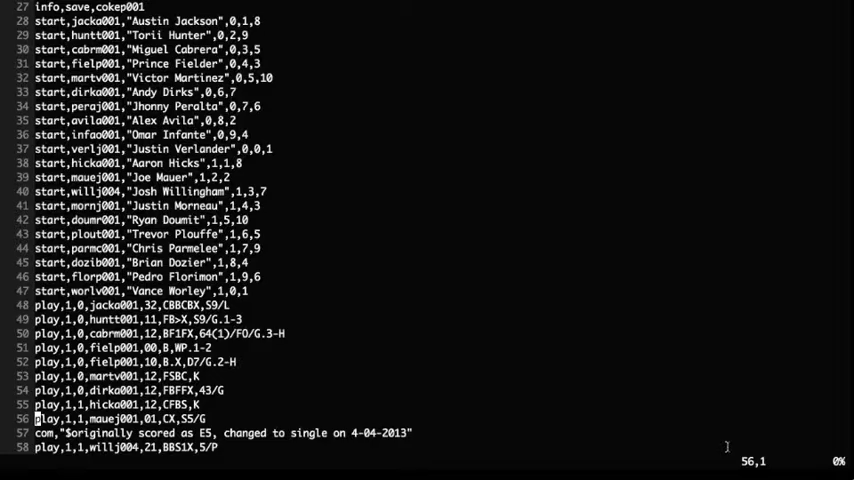 27 info,save,cokep001
28 start,jacka001,"Austin Jackson",0,1,8
29 start,huntt001,"Torii Hunter",0,2,9
30 start,cabrm001,"Miguel Cabrera",0,3,5
31 start,fielp001,"Prince Fielder",0,4,3
32 start,martv001,"Victor Martinez",0,5,10
33 start,dirka001,"Andy Dirks",0,6,7
34 start,peraj001,"Jhonny Peralta",0,7,6
35 start,avila001,"Alex Avila",0,8,2
36 start,infao001,"Omar Infante",0,9,4
37 start,verlj001,"Justin Verlander",0,0,1
38 start,hicka001,"Aaron Hicks",1,1,8
39 start,mauej001,"Joe Mauer",1,2,2
40 start,willj004,"Josh Willingham",1,3,7
41 start,mornj001,"Justin Morneau",1,4,3
42 start,doumr001,"Ryan Doumit",1,5,10
43 start,plout001,"Trevor Plouffe",1,6,5
44 start,parmc001,"Chris Parmelee",1,7,9
45 start,dozib001,"Brian Dozier",1,8,4
46 start,florp001,"Pedro Florimon",1,9,6
47 start,worlv001,"Vance Worley",1,0,1
48 play,1,0,jacka001,32,CBBCBX,S9/L
49 play,1,0,huntt001,11,FB>X,S9/G.1-3
50 play,1,0,cabrm001,12,BF1FX,64(1)/FO/G.3-H
51 play,1,0,fielp001,00,B,WP.1-2
52 play,1,0,fielp001,10,B.X,D7/G.2-H
53 play,1,0,martv001,12,FSBC,K
54 play,1,0,dirka001,12,FBFFX,43/G
55 play,1,1,hicka001,12,CFBS,K
56 play,1,1,mauej001,01,CX,S5/G
57 com,"$originally scored as E5, changed to single on 4-04-2013"
58 play,1,1,willj004,21,BBS1X,5/P
56,1 0%